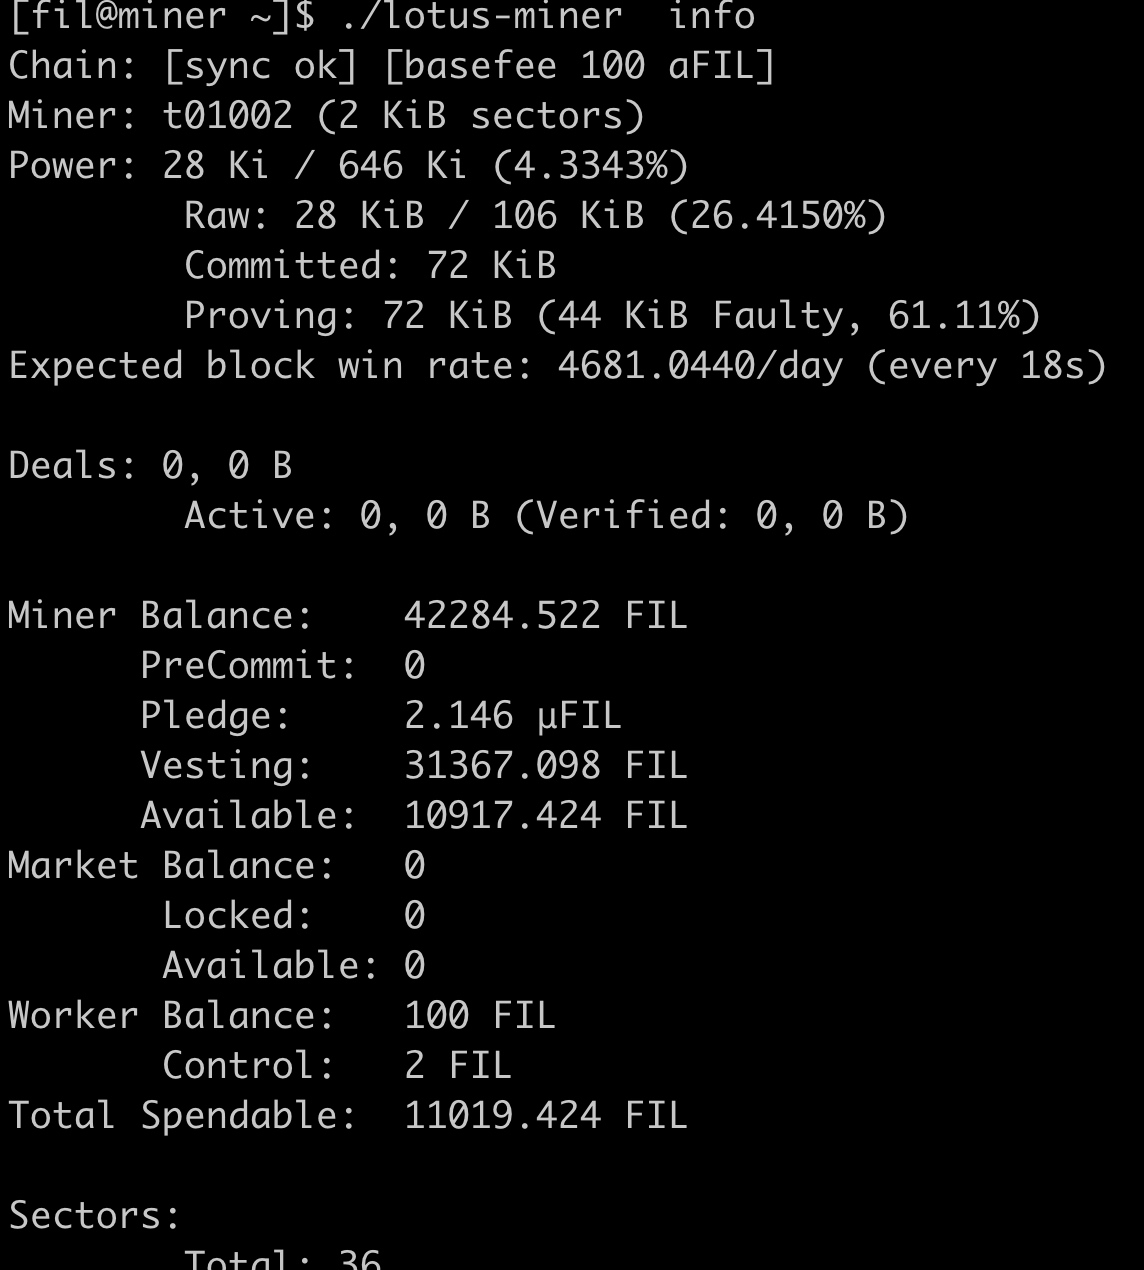 [fil@miner ~]$ ./lotus-miner  info
Chain: [sync ok] [basefee 100 aFIL]
Miner: t01002 (2 KiB sectors)
Power: 28 Ki / 646 Ki (4.3343%)
        Raw: 28 KiB / 106 KiB (26.4150%)
        Committed: 72 KiB
        Proving: 72 KiB (44 KiB Faulty, 61.11%)
Expected block win rate: 4681.0440/day (every 18s)

Deals: 0, 0 B
        Active: 0, 0 B (Verified: 0, 0 B)

Miner Balance:    42284.522 FIL
      PreCommit:  0
      Pledge:     2.146 μFIL
      Vesting:    31367.098 FIL
      Available:  10917.424 FIL
Market Balance:   0
       Locked:    0
       Available: 0
Worker Balance:   100 FIL
       Control:   2 FIL
Total Spendable:  11019.424 FIL

Sectors:
        Total: 36